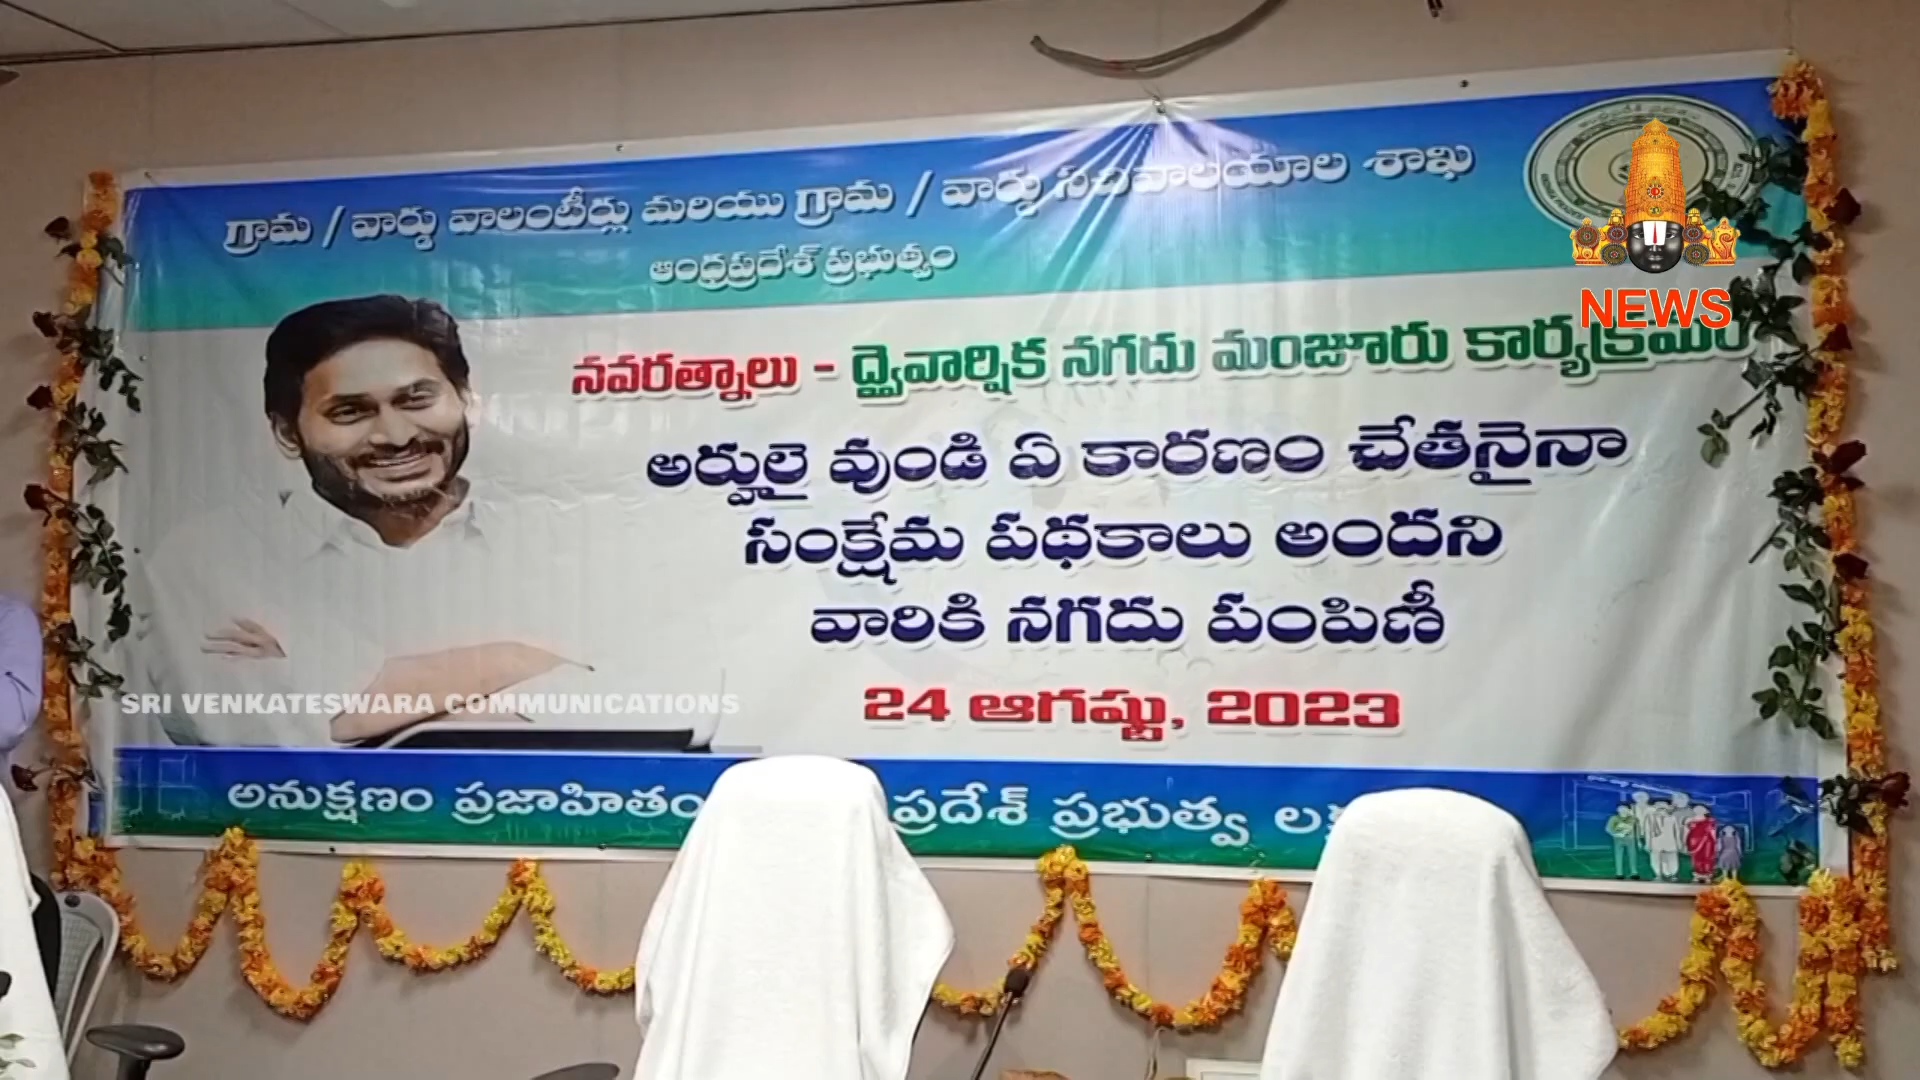 గ్రామ / వార్డు వాలంటీర్లు మరియు గ్రామ / వార్డు సచివాలయాల శాఖ
ఆంధ్రప్రదేశ్ ప్రభుత్వం
NEWS
నవరత్నాలు - ద్వైవార్షిక నగదు మంజూరు కార్యక్రమం
అర్హులై వుండి ఏ కారణం చేతనైనా
సంక్షేమ పథకాలు అందని
వారికి నగదు పంపిణీ
SRI VENKATESWARA COMMUNICATIONS
24 ఆగష్టు, 2023
అనుక్షణం ప్రజాహితం ప్రదేశ్ ప్రభుత్వ